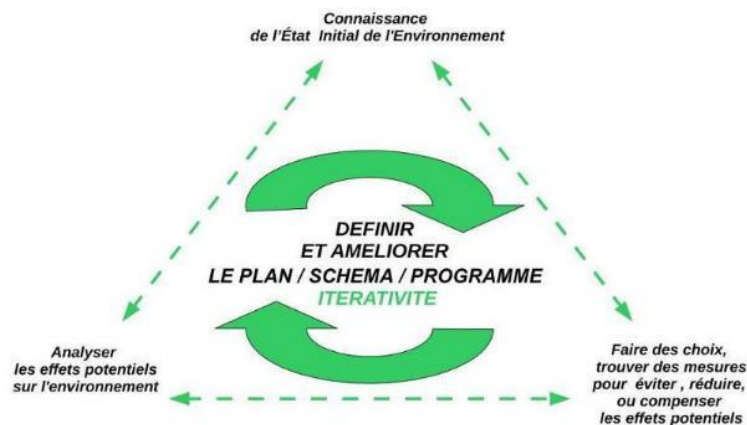 Connaissance
de l'État Initial de l'Environnement
DEFINIR
ET AMELIORER
LE PLAN / SCHEMA / PROGRAMME
ITERATIVITE
Analyser
les effets potentiels
sur l'environnement
Faire des choix,
trouver des mesures
pour éviter , réduire,
ou compenser
les effets potentiels